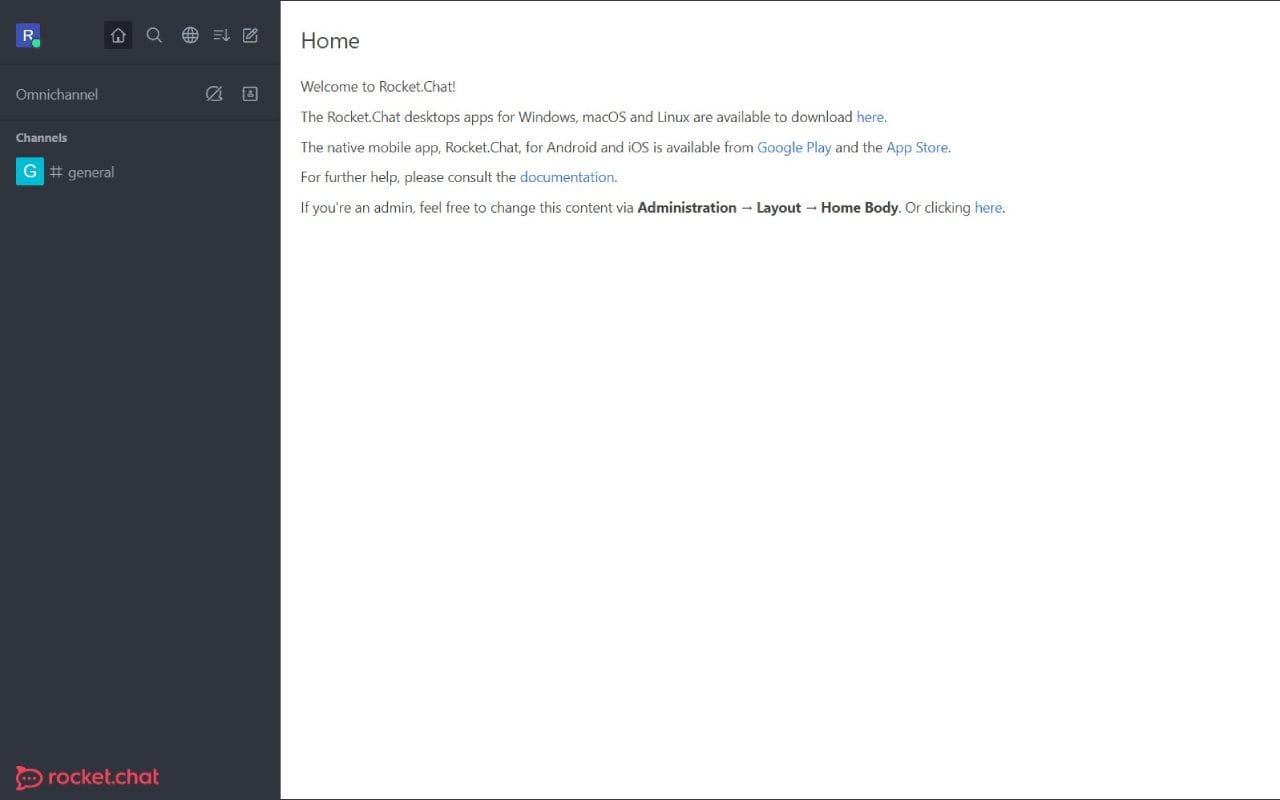 R
Home
Omnichannel
Channels
G general
Welcome to Rocket.Chat!
The Rocket.Chat desktops apps for Windows, macOS and Linux are available to download here.
The native mobile app, Rocket.Chat, for Android and iOS is available from Google Play and the App Store.
For further help, please consult the documentation.
If you're an admin, feel free to change this content via Administration → Layout → Home Body. Or clicking here.
rocket.chat